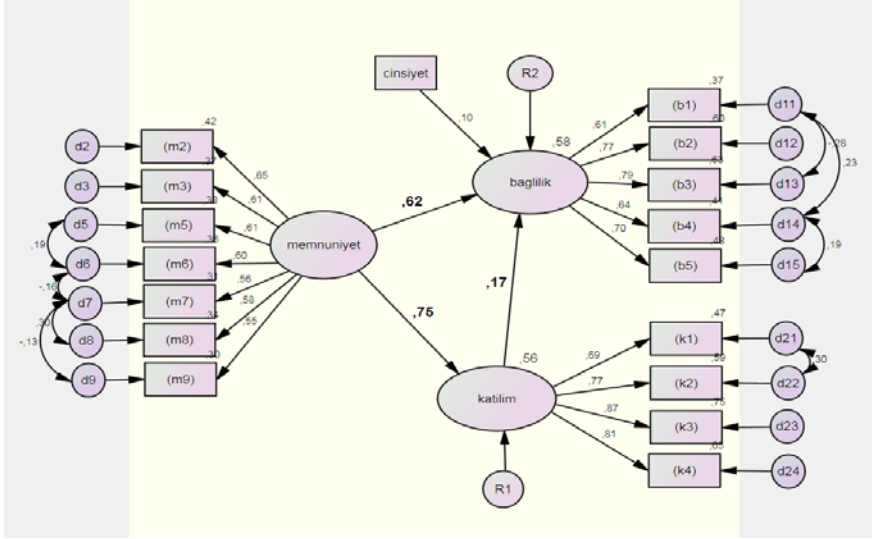 cinsiyet
R2
,10
,58
baglilik
,61
,77
,79
,64
,70
,37
(b1)
d11
(b2)
d12
(b3)
d13
(b4)
d14
,48
(b5)
d15
,23
,19
,42
d2
(m2)
d3
(m3)
d5
(m5)
d6
(m6)
d7
(m7)
d8
(m8)
d9
(m9)
,19
-,16
-,13
,65
,61
,61
,60
,56
,58
,55
memnuniyet
,62
,75
,17
,56
katilim
R1
,69
,77
,87
,81
,47
(k1)
d21
(k2)
d22
,30
,75
(k3)
d23
(k4)
d24